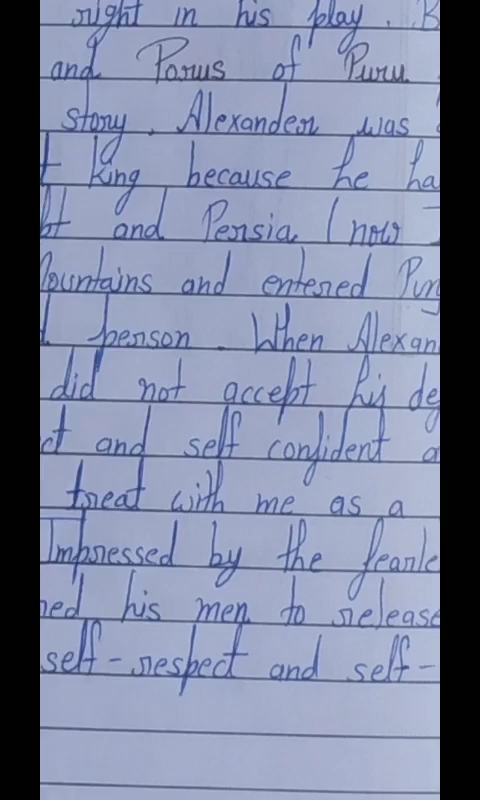 right in his play. B
and Porus of Puru
story. Alexander was
t king because he ha
and Persia (now
ountains and entered Pun
person. When Alexan
did not accept his de
ct and self confident a
treat with me as a
Impressed by the fearle
ned his men to release
self-respect and self-